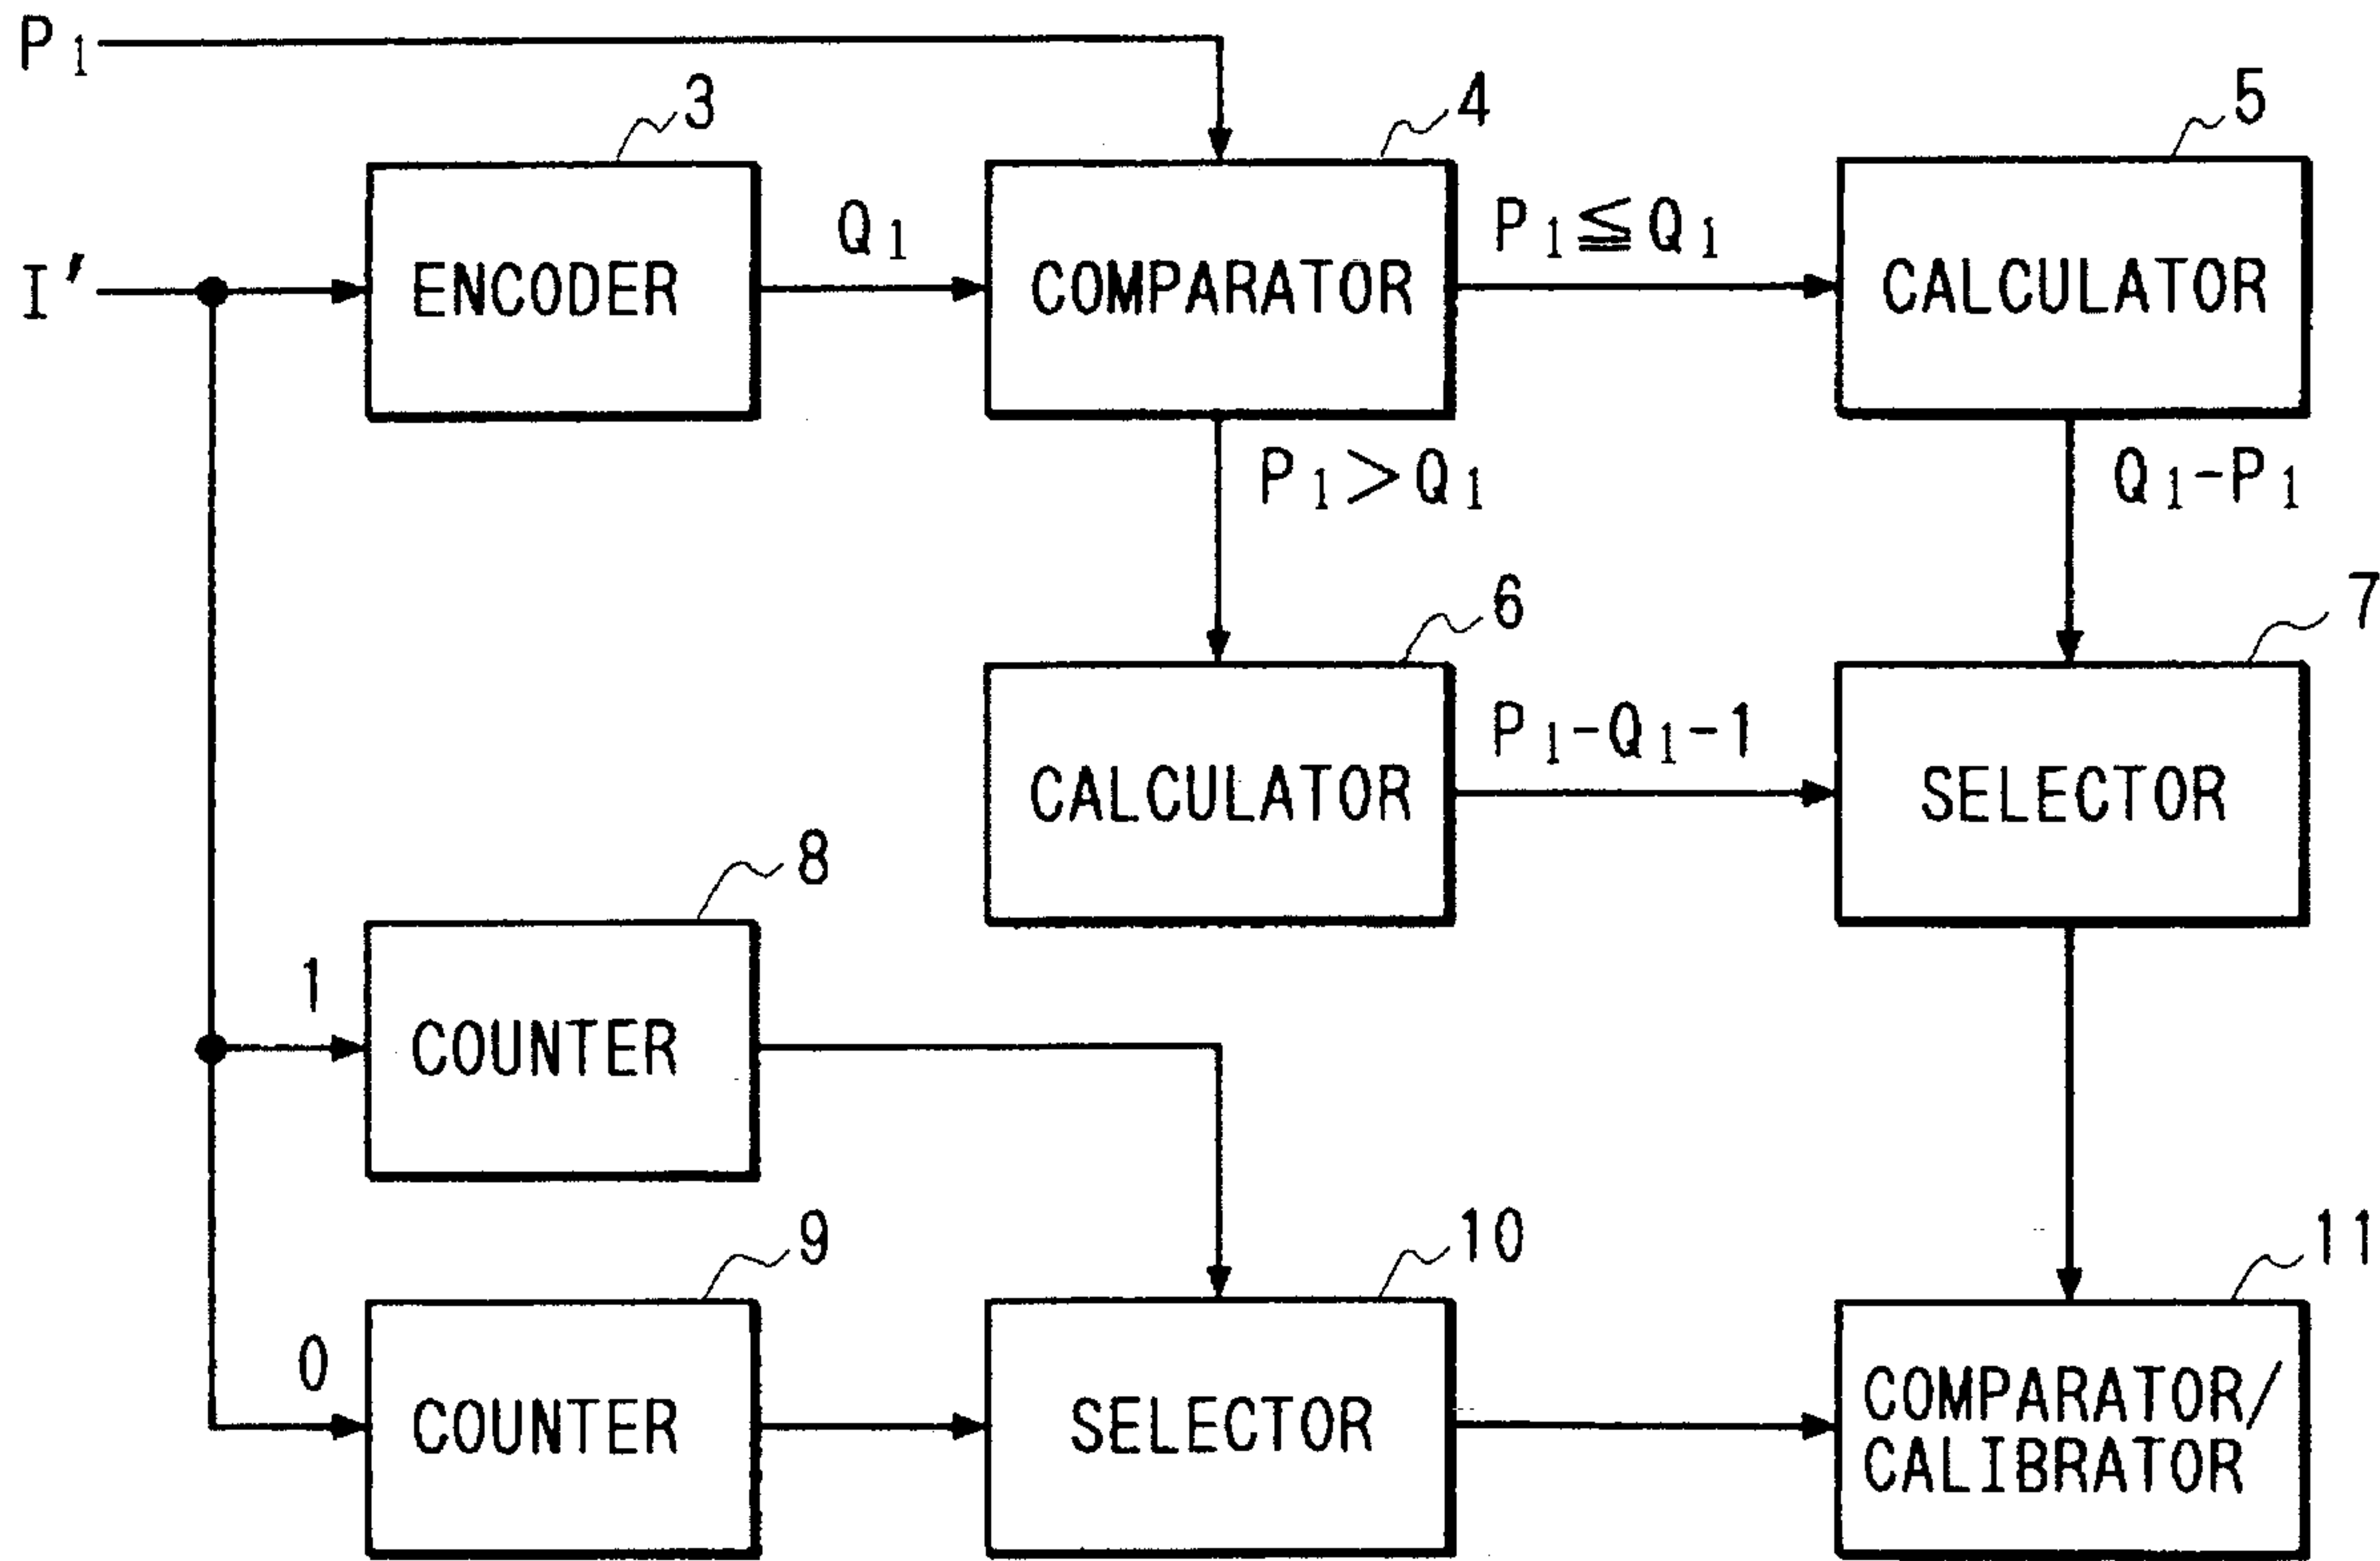 P1
3
4
5
I'
ENCODER
Q1
COMPARATOR
P1≦Q1
CALCULATOR
P1>Q1
Q1-P1
6
7
CALCULATOR
P1-Q1-1
SELECTOR
8
1
COUNTER
9
10
11
0
COUNTER
SELECTOR
COMPARATOR/
CALIBRATOR